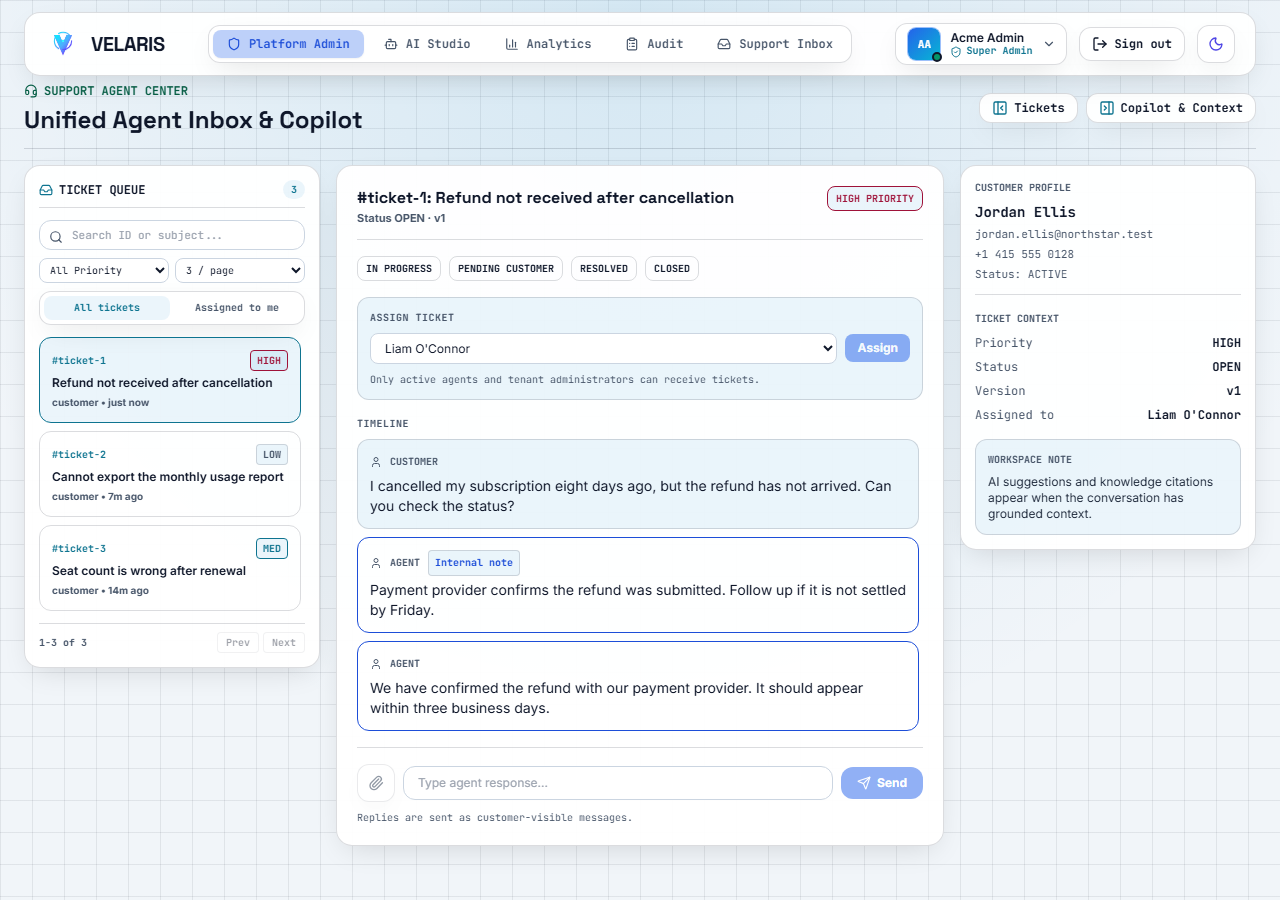 VELARIS
Platform Admin
AI Studio
Analytics
Audit
Support Inbox
AA
Acme Admin
Super Admin
Sign out
SUPPORT AGENT CENTER
Unified Agent Inbox & Copilot
Tickets
Copilot & Context
TICKET QUEUE
3
Search ID or subject...
All Priority
3 / page
All tickets
Assigned to me
#ticket-1
HIGH
Refund not received after cancellation
customer • just now
#ticket-2
LOW
Cannot export the monthly usage report
customer • 7m ago
#ticket-3
MED
Seat count is wrong after renewal
customer • 14m ago
1-3 of 3
Prev
Next
#ticket-1: Refund not received after cancellation
HIGH PRIORITY
Status OPEN · v1
IN PROGRESS
PENDING CUSTOMER
RESOLVED
CLOSED
ASSIGN TICKET
Liam O'Connor
Assign
Only active agents and tenant administrators can receive tickets.
TIMELINE
CUSTOMER
I cancelled my subscription eight days ago, but the refund has not arrived. Can
you check the status?
AGENT
Internal note
Payment provider confirms the refund was submitted. Follow up if it is not settled
by Friday.
AGENT
We have confirmed the refund with our payment provider. It should appear
within three business days.
Type agent response...
Send
Replies are sent as customer-visible messages.
CUSTOMER PROFILE
Jordan Ellis
jordan.ellis@northstar.test
+1 415 555 0128
Status: ACTIVE
TICKET CONTEXT
Priority HIGH
Status OPEN
Version v1
Assigned to Liam O'Connor
WORKSPACE NOTE
AI suggestions and knowledge citations
appear when the conversation has
grounded context.